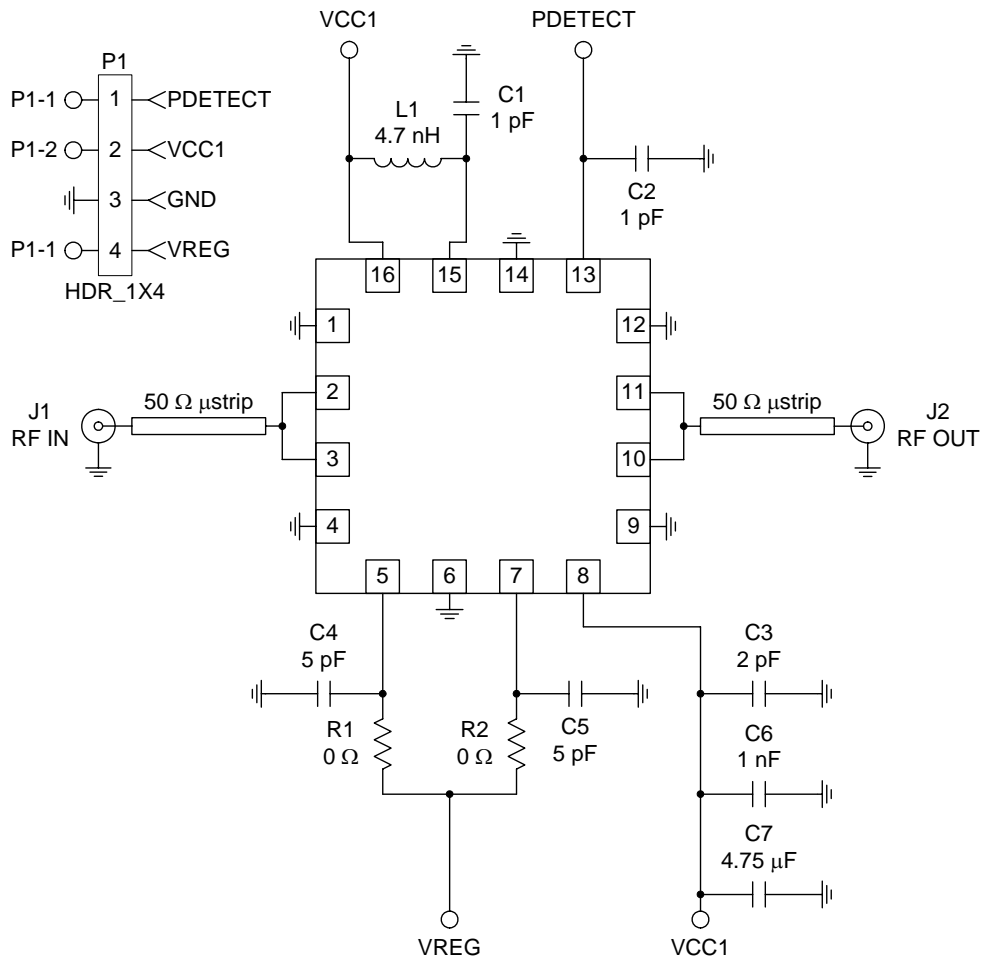 VCC1
PDETECT
P1
P1-1
1
PDETECT
P1-2
2
VCC1
3
GND
P1-1
4
VREG
HDR_1X4
L1
4.7 nH
C1
1 pF
C2
1 pF
16
15
14
13
1
12
2
11
J1
RF IN
50 Ω μstrip
50 Ω μstrip
J2
RF OUT
3
10
4
9
5
6
7
8
C4
5 pF
C3
2 pF
R1
0 Ω
R2
0 Ω
C5
5 pF
C6
1 nF
C7
4.75 μF
VREG
VCC1